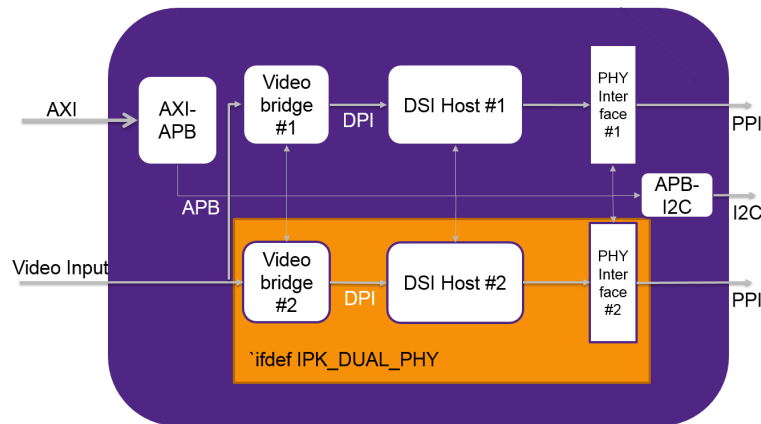 AXI
AXI-
APB
Video
bridge
#1
DPI
DSI Host #1
PHY
Inter
face
#1
PPI
APB
APB-
I2C
I2C
Video Input
Video
bridge
#2
DPI
DSI Host #2
PHY
Inter
face
#2
PPI
`ifdef IPK_DUAL_PHY